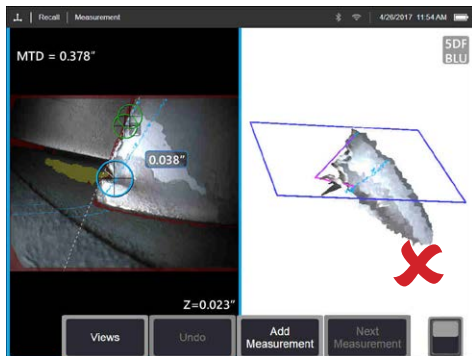 Recall | Measurement
4/26/2017 11:54 AM
MTD = 0.378"
5DF
BLU
0.038"
Z=0.023"
Views
Undo
Add
Measurement
Next
Measurement